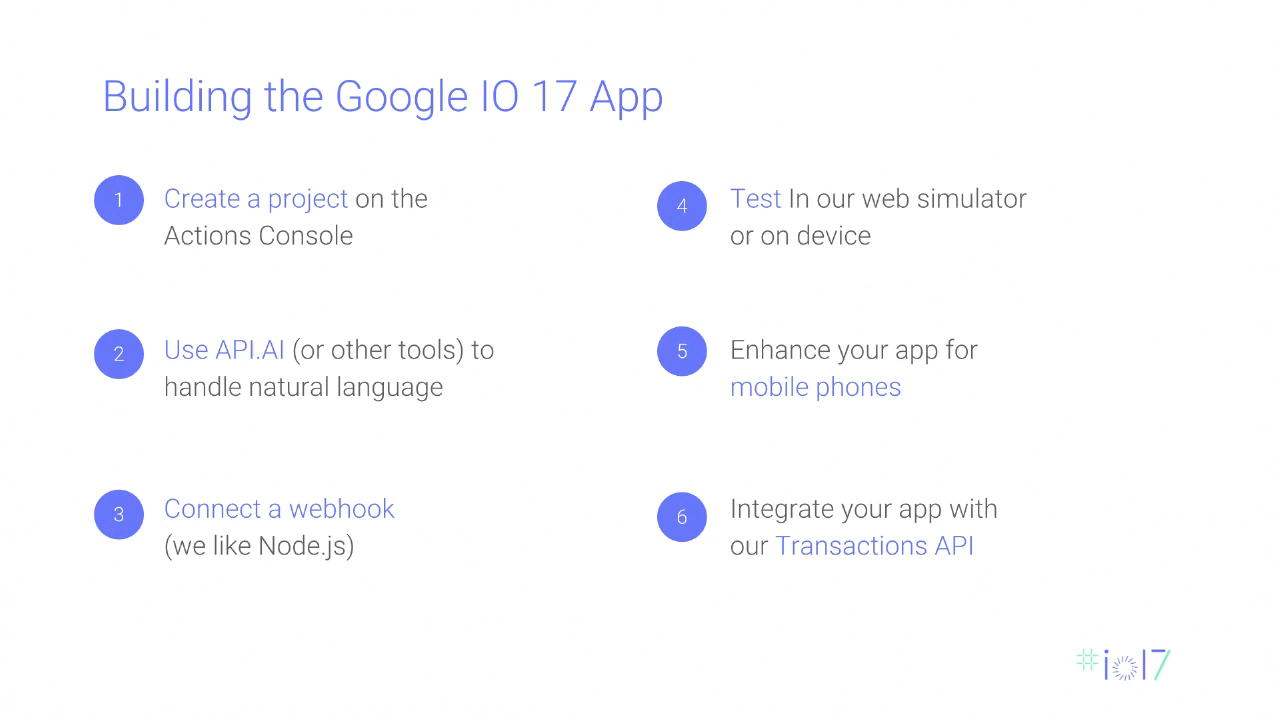 Building the Google IO 17 App
1
Create a project on the
Actions Console
2
Use API.AI (or other tools) to
handle natural language
3
Connect a webhook
(we like Node.js)
4
Test In our web simulator
or on device
5
Enhance your app for
mobile phones
6
Integrate your app with
our Transactions API
#io17